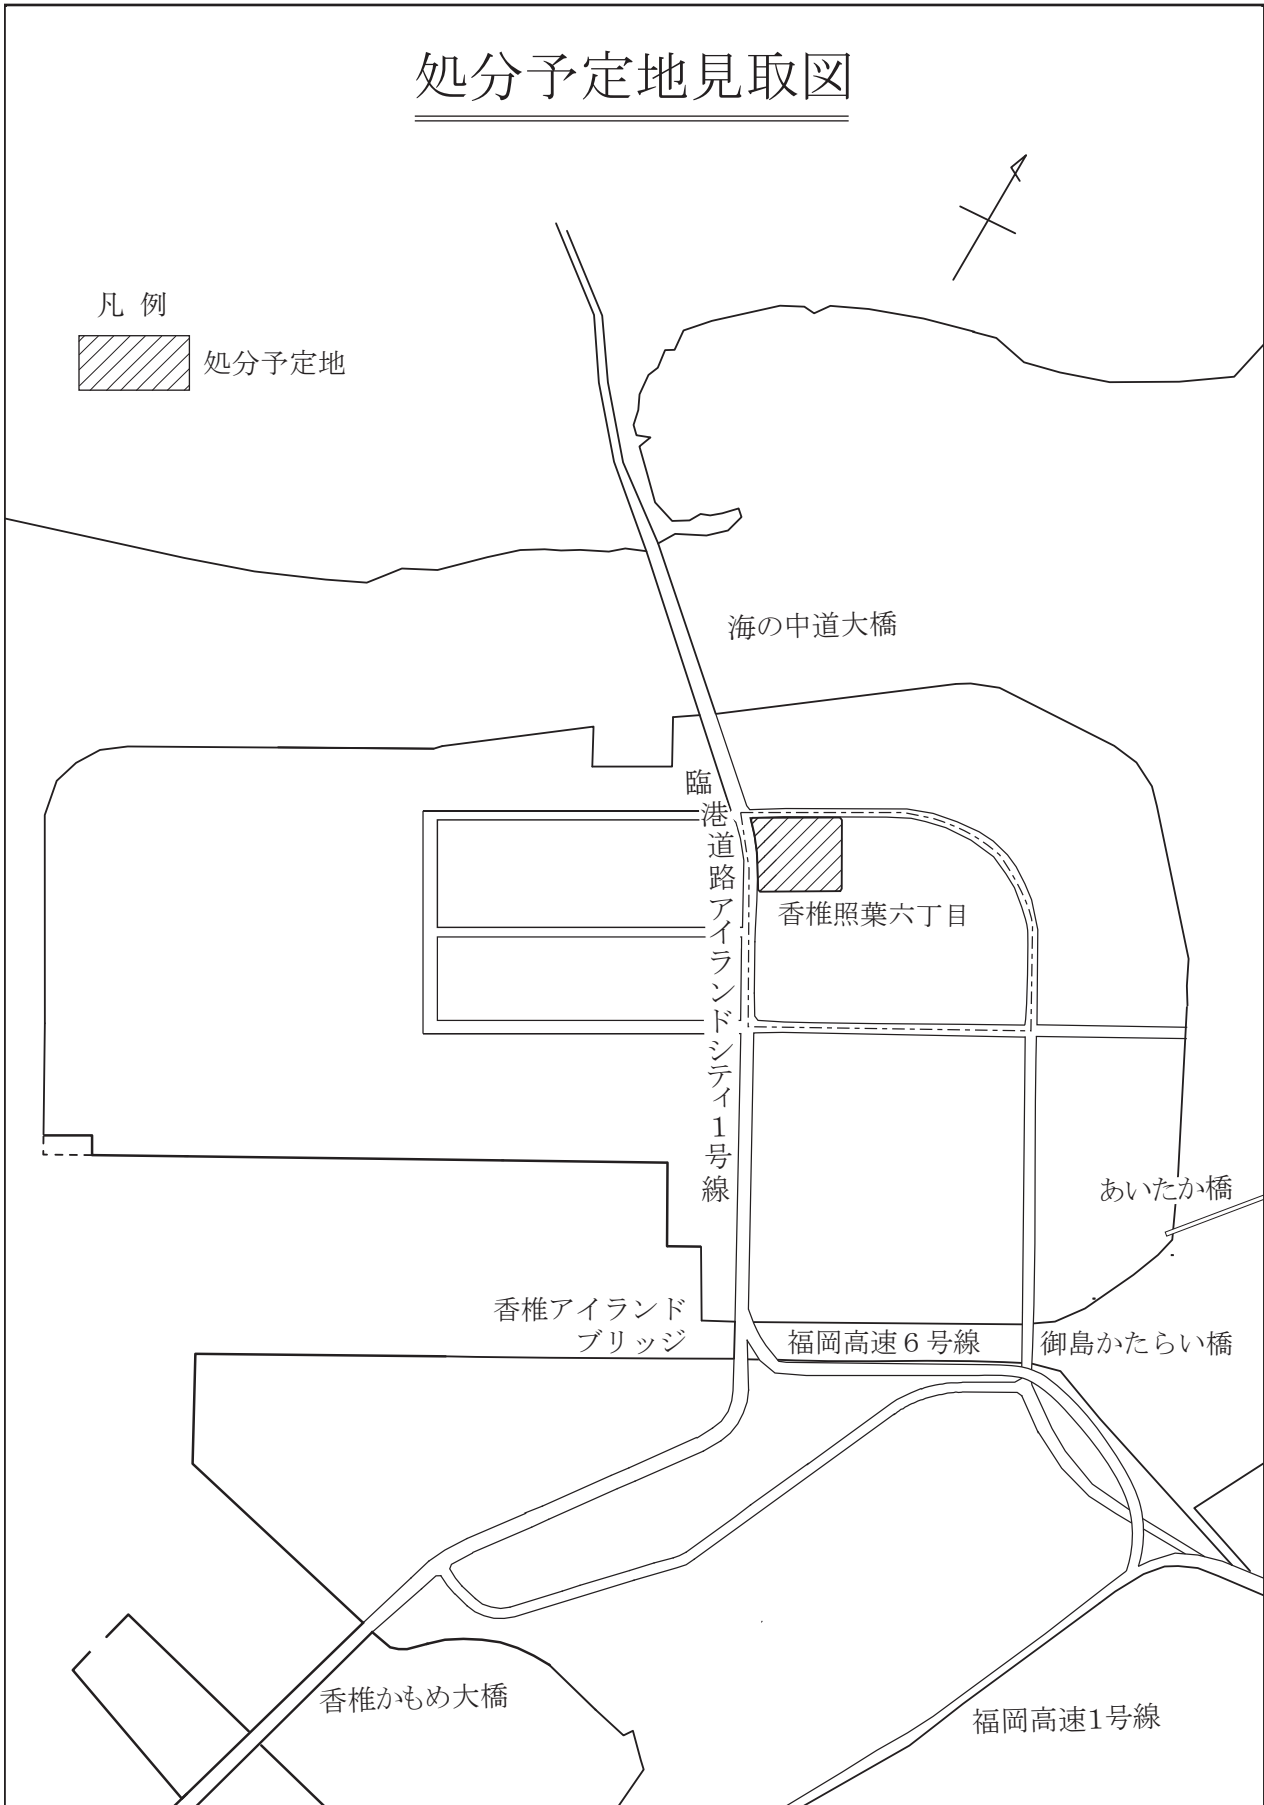 処分予定地見取図
凡 例
処分予定地
海の中道大橋
臨港道路アイランドシティ1号線
香椎照葉六丁目
あいたか橋
香椎アイランド
ブリッジ
福岡高速6号線
御島かたらい橋
香椎かもめ大橋
福岡高速1号線